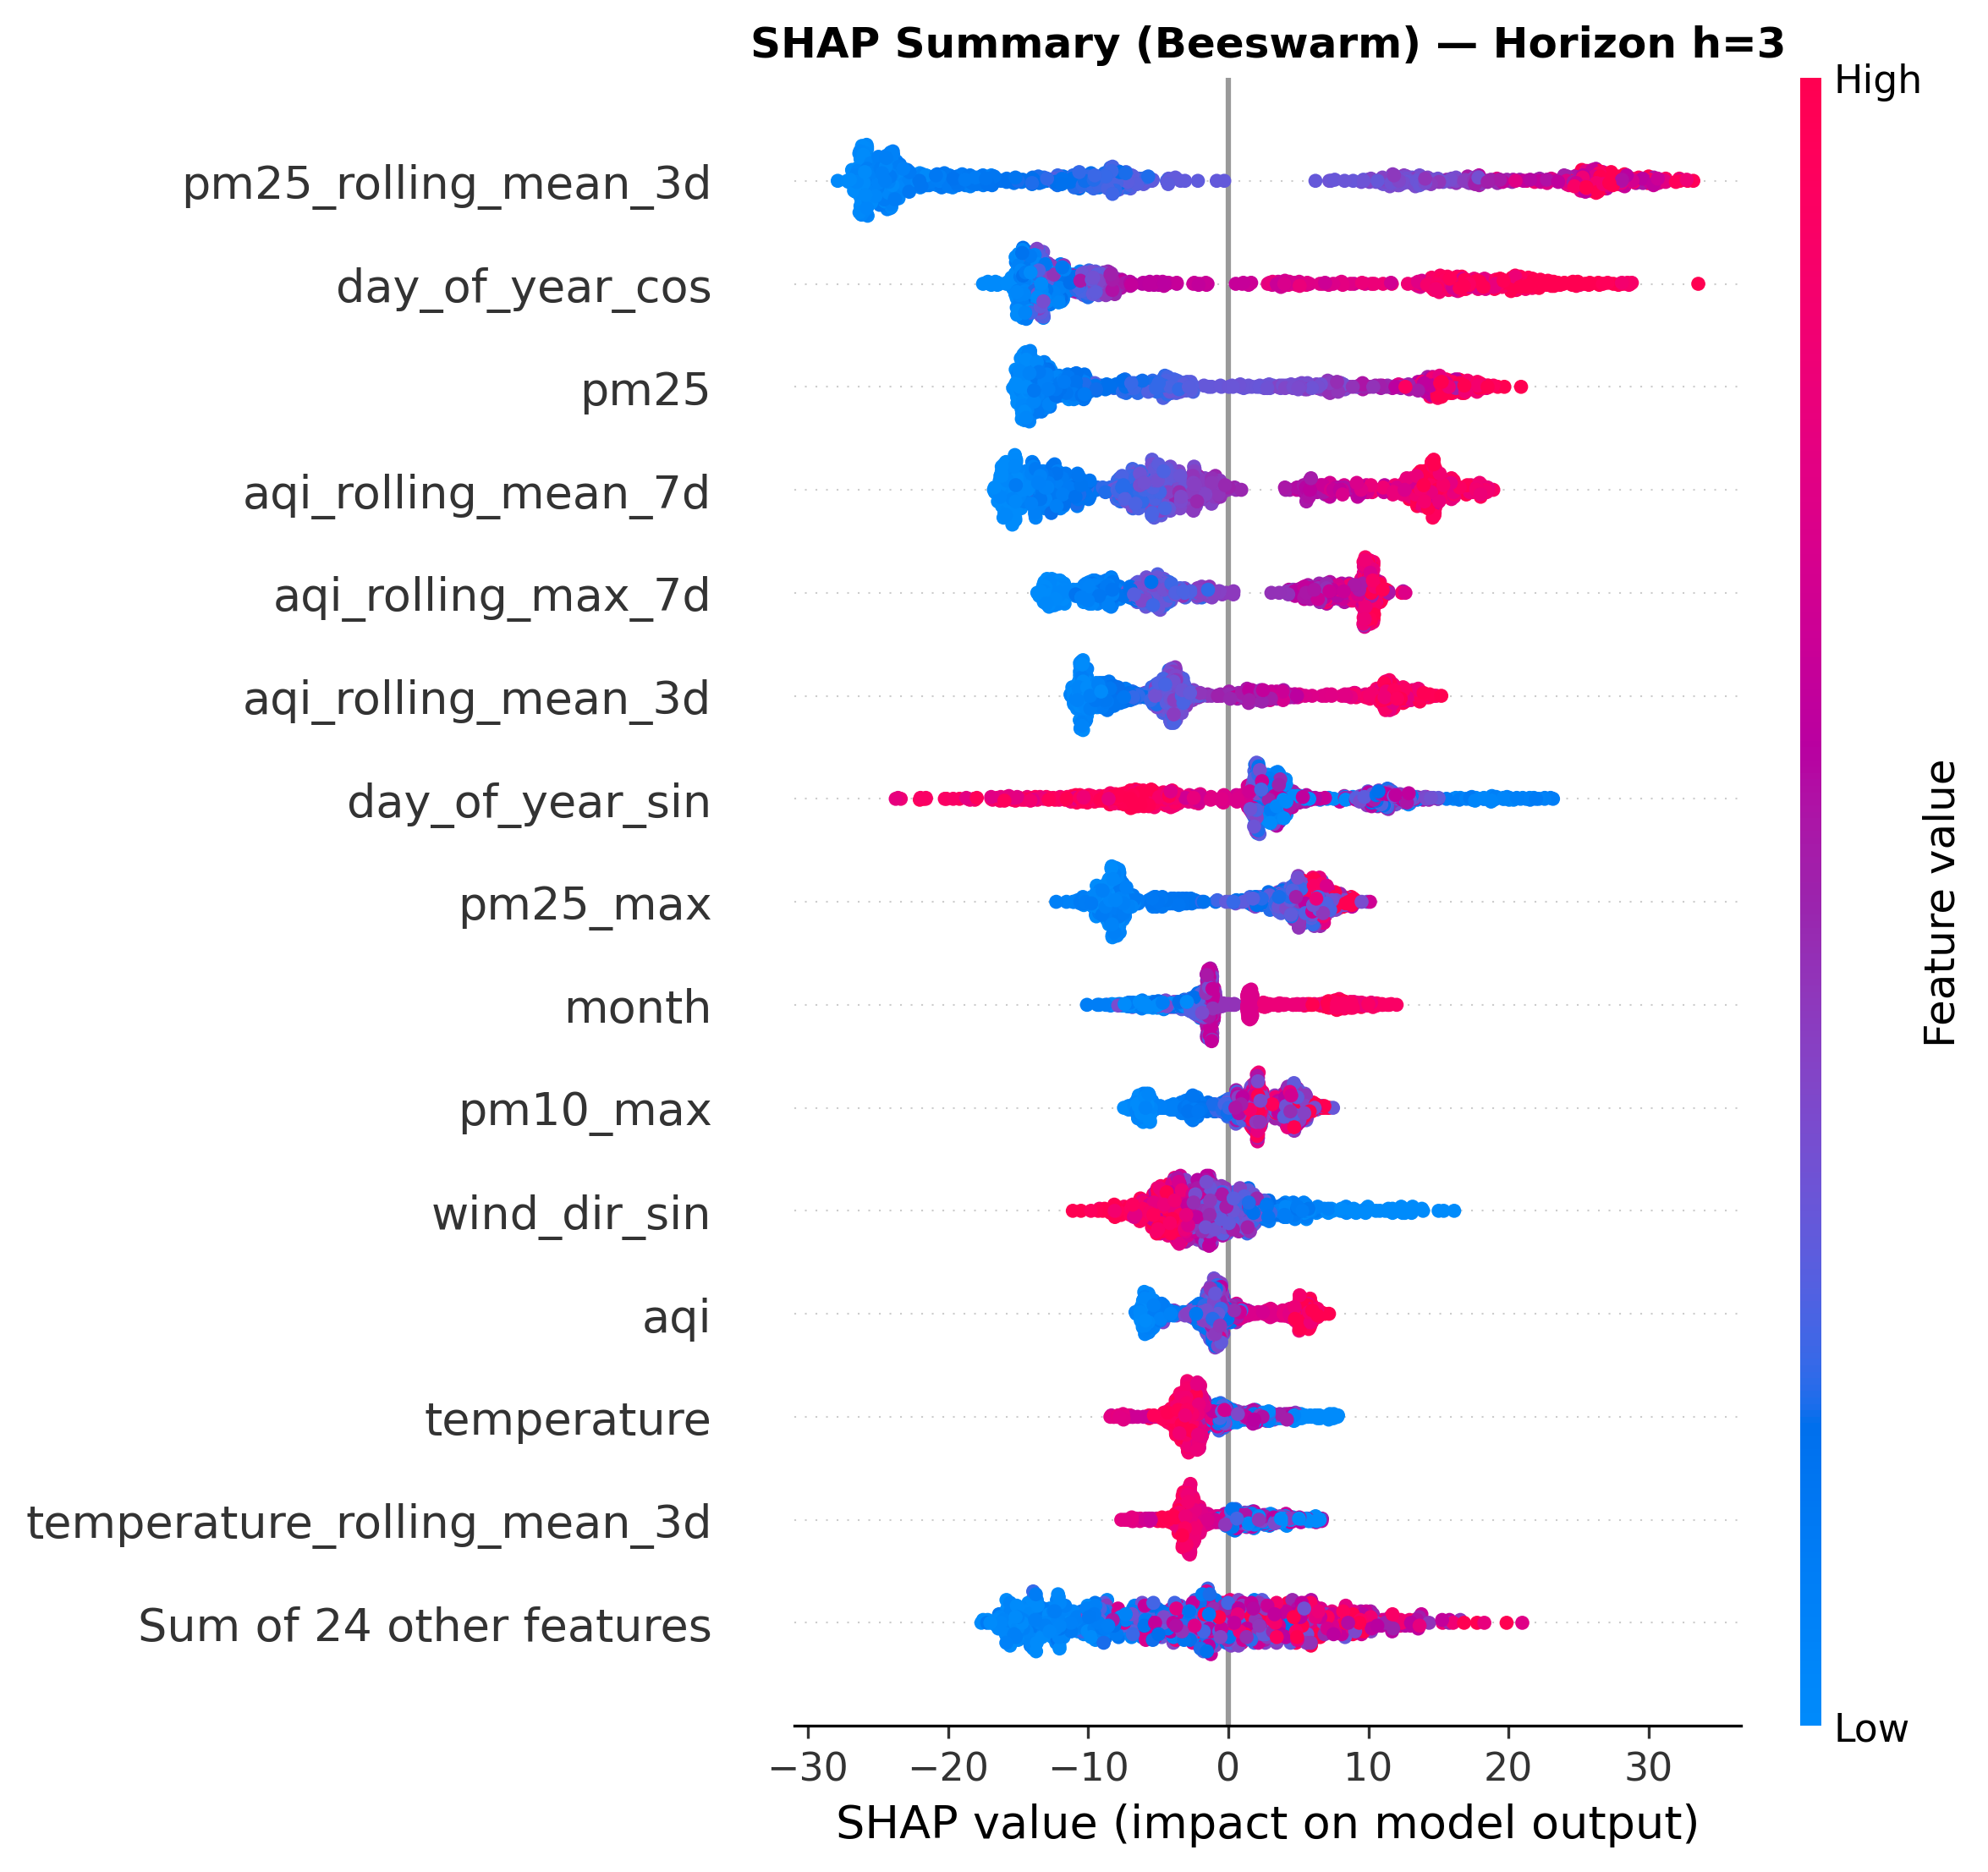 SHAP Summary (Beeswarm) — Horizon h=3
High
pm25_rolling_mean_3d
day_of_year_cos
pm25
aqi_rolling_mean_7d
aqi_rolling_max_7d
aqi_rolling_mean_3d
day_of_year_sin
pm25_max
month
pm10_max
wind_dir_sin
aqi
temperature
temperature_rolling_mean_3d
Sum of 24 other features
Feature value
Low
−30 −20 −10 0 10 20 30
SHAP value (impact on model output)